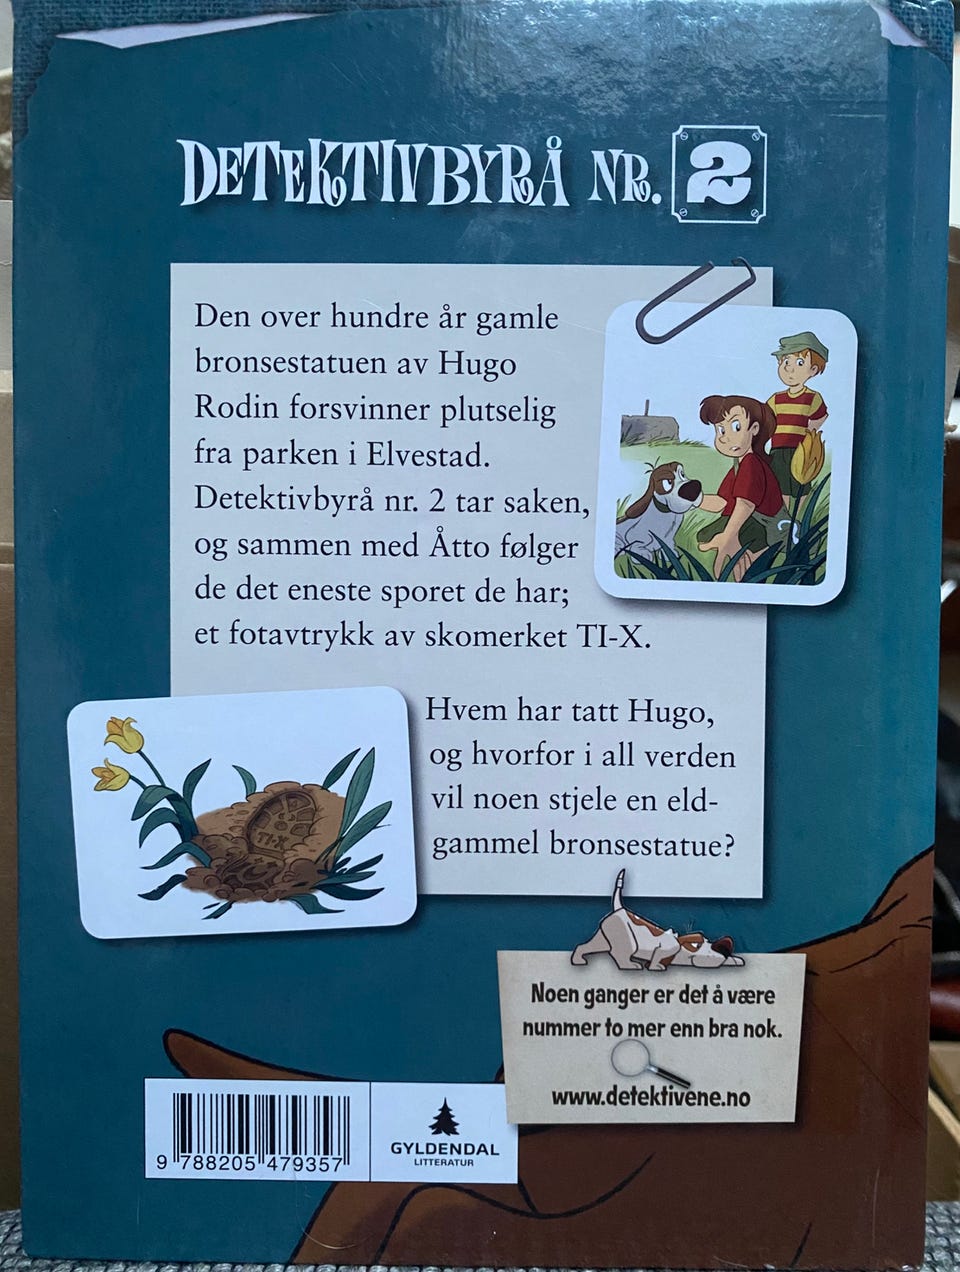 DETEKTIVBYRÅ NR. 2
Den over hundre år gamle
bronsestatuen av Hugo
Rodin forsvinner plutselig
fra parken i Elvestad.
Detektivbyrå nr. 2 tar saken,
og sammen med Åtto følger
de det eneste sporet de har;
et fotavtrykk av skomerket TI-X.
TI-X
Hvem har tatt Hugo,
og hvorfor i all verden
vil noen stjele en eld-
gammel bronsestatue?
Noen ganger er det å være
nummer to mer enn bra nok.
www.detektivene.no
9 788205 479357
GYLDENDAL
LITTERATUR